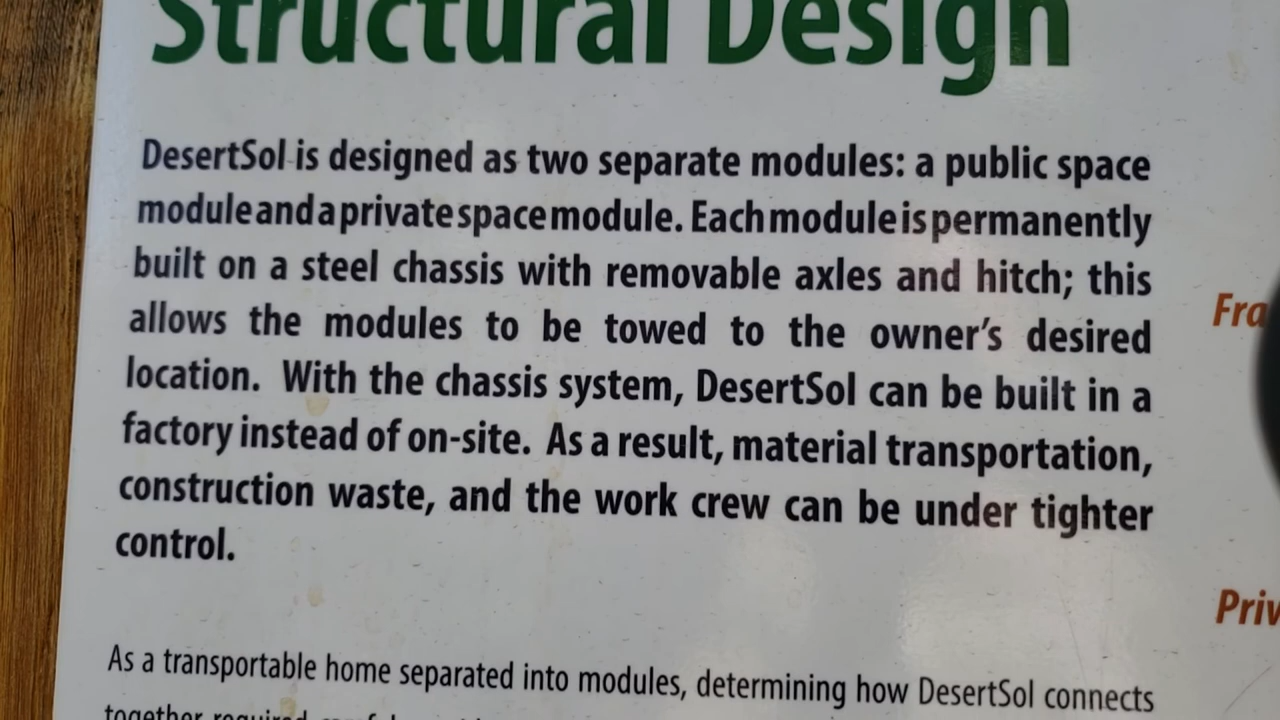 Structural Design
DesertSol is designed as two separate modules: a public space
module and a private space module. Each module is permanently
built on a steel chassis with removable axles and hitch; this
allows the modules to be towed to the owner's desired
location. With the chassis system, DesertSol can be built in a
factory instead of on-site. As a result, material transportation,
construction waste, and the work crew can be under tighter
control.
As a transportable home separated into modules, determining how DesertSol connects
together required
Fra
Priv